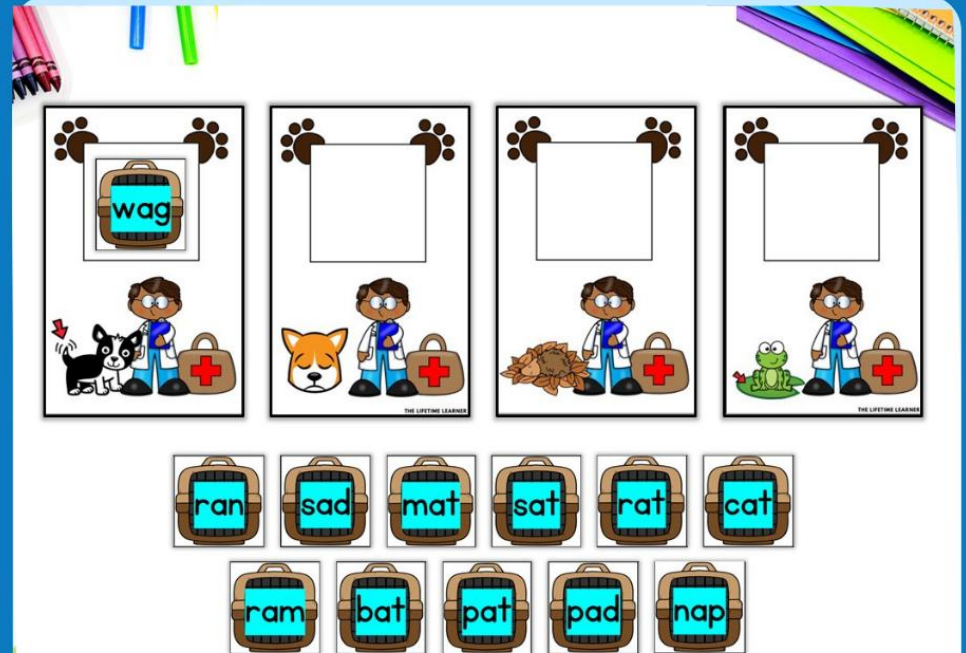 wag
THE LIFETIME LEARNER
THE LIFETIME LEARNER
ran sad mat sat rat cat
ram bat pat pad nap